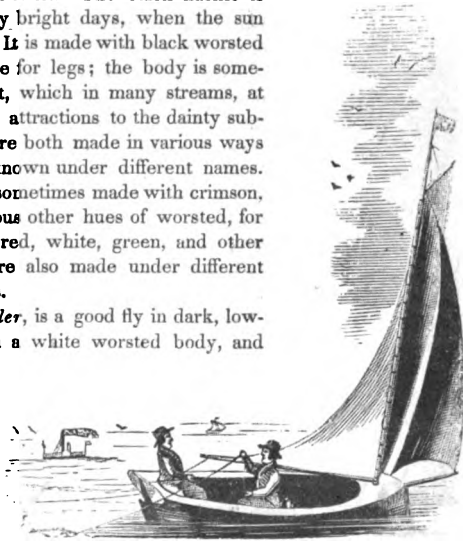 y bright days, when the sun
It is made with black worsted
e for legs; the body is some-
t, which in many streams, at
attractions to the dainty sub-
re both made in various ways
nown under different names.
sometimes made with crimson,
ous other hues of worsted, for
red, white, green, and other
re also made under different
s.
ler, is a good fly in dark, low-
a white worsted body, and